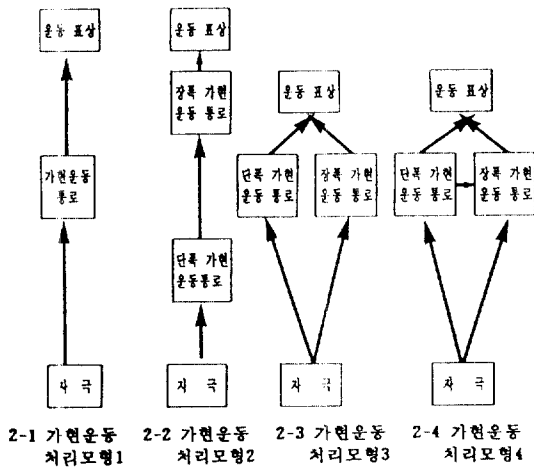 운동 표상
가현운동
통로
자 극
2-1 가현운동
처리모형1
운동 표상
장폭 가현
운동 통로
단폭 가현
운동통로
자 극
2-2 가현운동
처리모형2
운동 표상
단폭 가현
운동 통로
장폭 가현
운동 통로
자 극
2-3 가현운동
처리모형3
운동 표상
단폭 가현
운동 통로
장폭 가현
운동 통로
자 극
2-4 가현운동
처리모형4